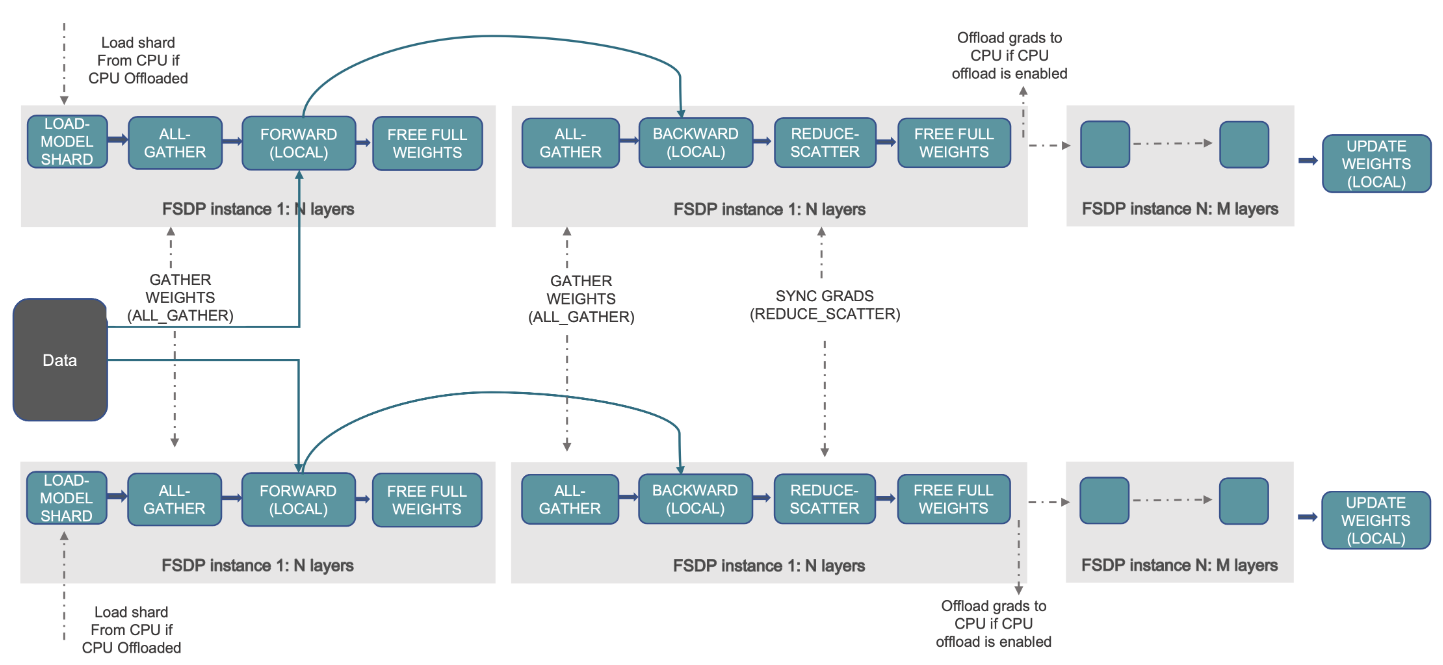 Load shard
From CPU if
CPU Offloaded
Offload grads to
CPU if CPU
offload is enabled
LOAD-
MODEL
SHARD
ALL-
GATHER
FORWARD
(LOCAL)
FREE FULL
WEIGHTS
FSDP instance 1: N layers
ALL-
GATHER
BACKWARD
(LOCAL)
REDUCE-
SCATTER
FREE FULL
WEIGHTS
FSDP instance 1: N layers
FSDP instance N: M layers
UPDATE
WEIGHTS
(LOCAL)
GATHER
WEIGHTS
(ALL_GATHER)
GATHER
WEIGHTS
(ALL_GATHER)
SYNC GRADS
(REDUCE_SCATTER)
Data
LOAD-
MODEL
SHARD
ALL-
GATHER
FORWARD
(LOCAL)
FREE FULL
WEIGHTS
FSDP instance 1: N layers
ALL-
GATHER
BACKWARD
(LOCAL)
REDUCE-
SCATTER
FREE FULL
WEIGHTS
FSDP instance 1: N layers
FSDP instance N: M layers
UPDATE
WEIGHTS
(LOCAL)
Load shard
From CPU if
CPU Offloaded
Offload grads to
CPU if CPU
offload is enabled